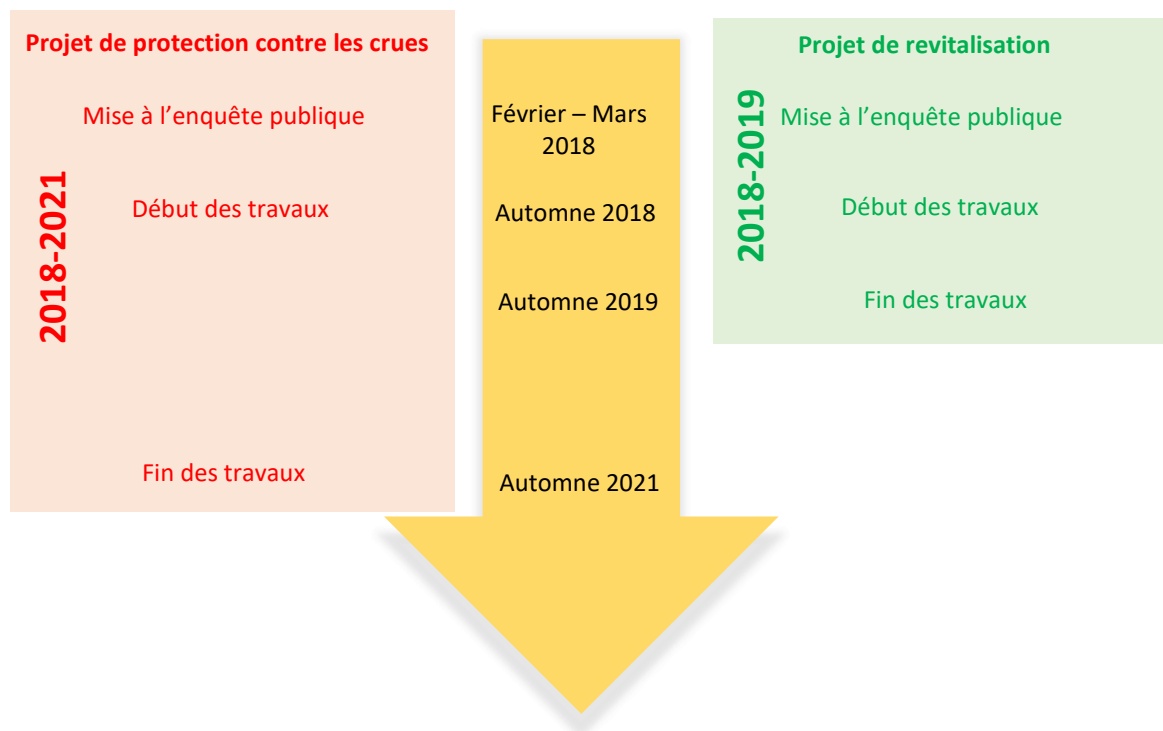 Projet de protection contre les crues
Mise à l’enquête publique
2018-2021
Début des travaux
Fin des travaux
Février – Mars
2018
Automne 2018
Automne 2019
Automne 2021
Projet de revitalisation
2018-2019
Mise à l’enquête publique
Début des travaux
Fin des travaux